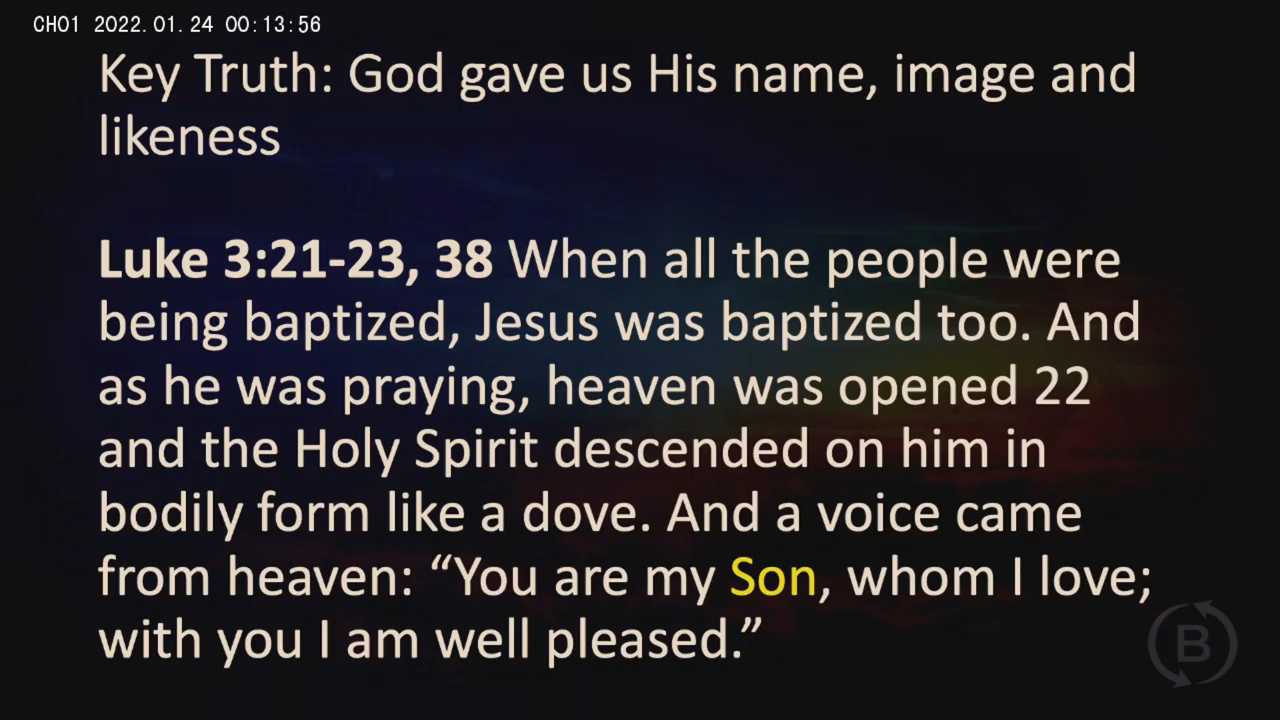 CH01 2022.01.24 00:13:56
Key Truth: God gave us His name, image and
likeness
Luke 3:21-23, 38 When all the people were
being baptized, Jesus was baptized too. And
as he was praying, heaven was opened 22
and the Holy Spirit descended on him in
bodily form like a dove. And a voice came
from heaven: “You are my Son, whom I love;
with you I am well pleased.”
B